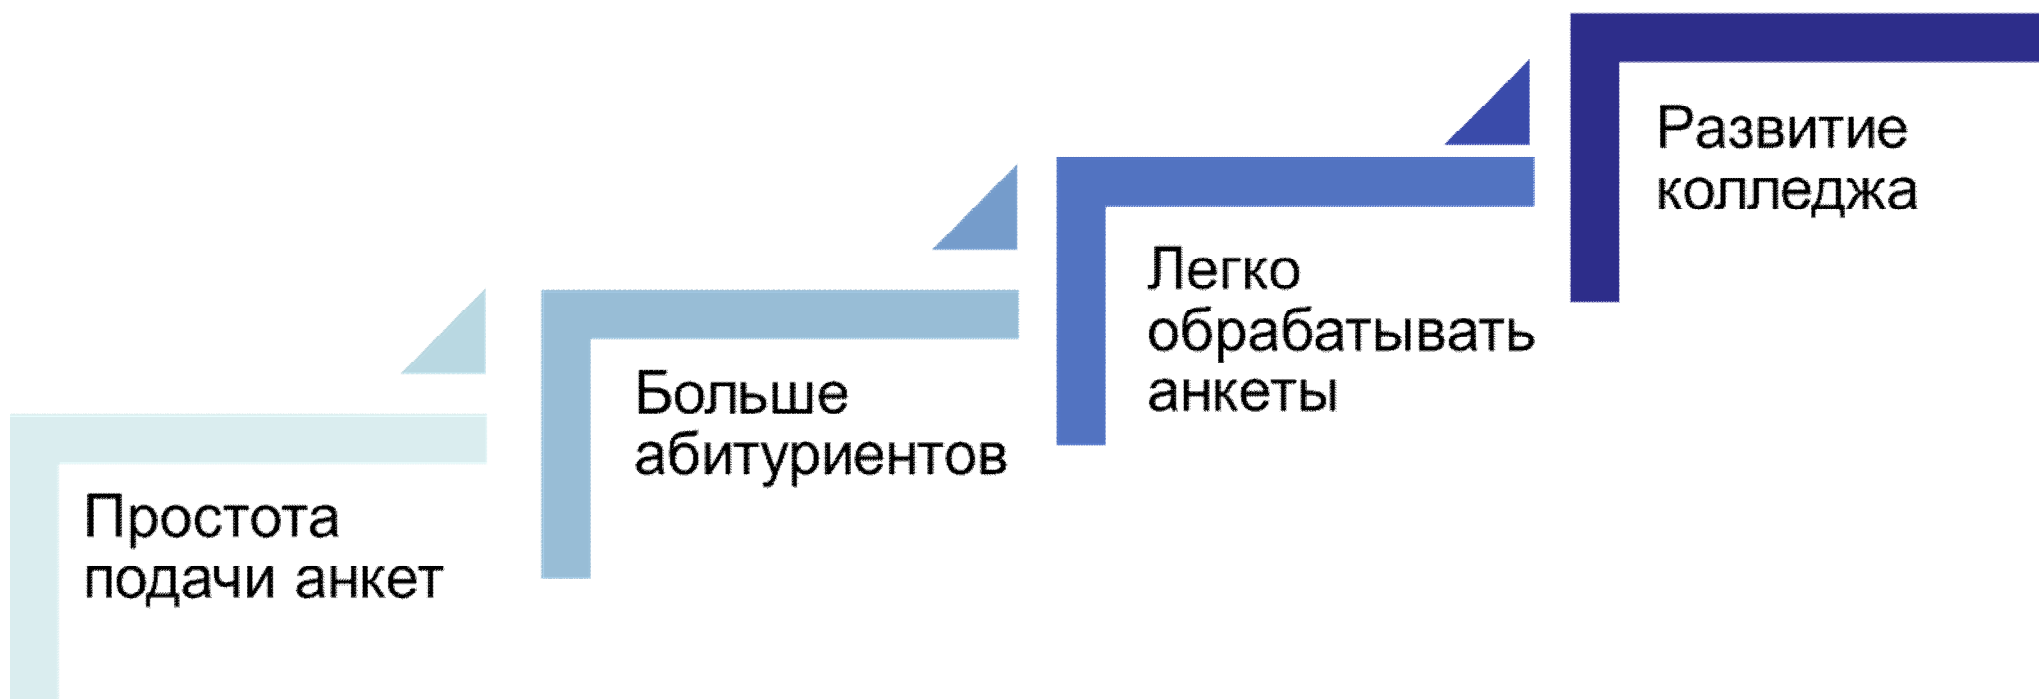 Простота
подачи анкет
Больше
абитуриентов
Легко
обрабатывать
анкеты
Развитие
колледжа